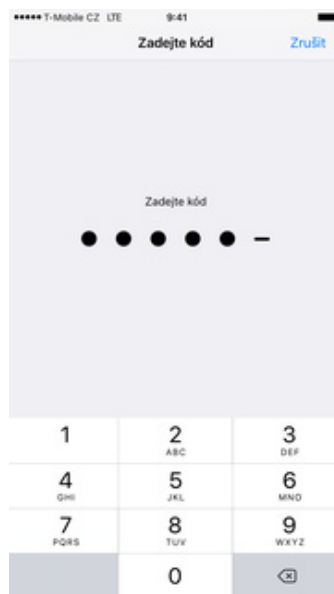 T-Mobile CZ LTE 9:41
Zadejte kód Zrušit
Zadejte kód
1 2 3
ABC DEF
4 5 6
GHI JKL MNO
7 8 9
PQRS TUV WXYZ
0